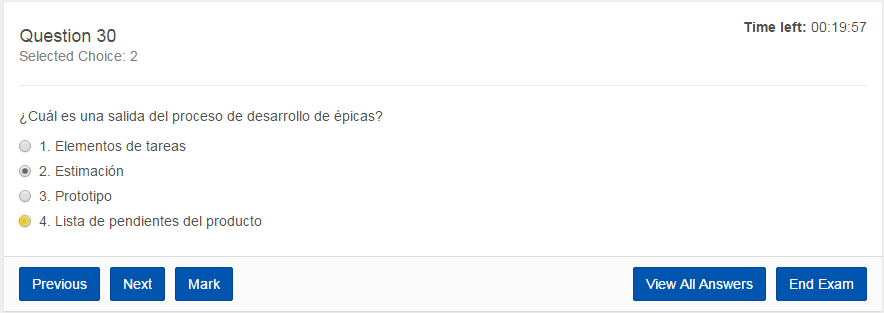 Question 30
Time left: 00:19:57
Selected Choice: 2
¿Cuál es una salida del proceso de desarrollo de épicas?
1. Elementos de tareas
2. Estimación
3. Prototipo
4. Lista de pendientes del producto
Previous Next Mark View All Answers End Exam